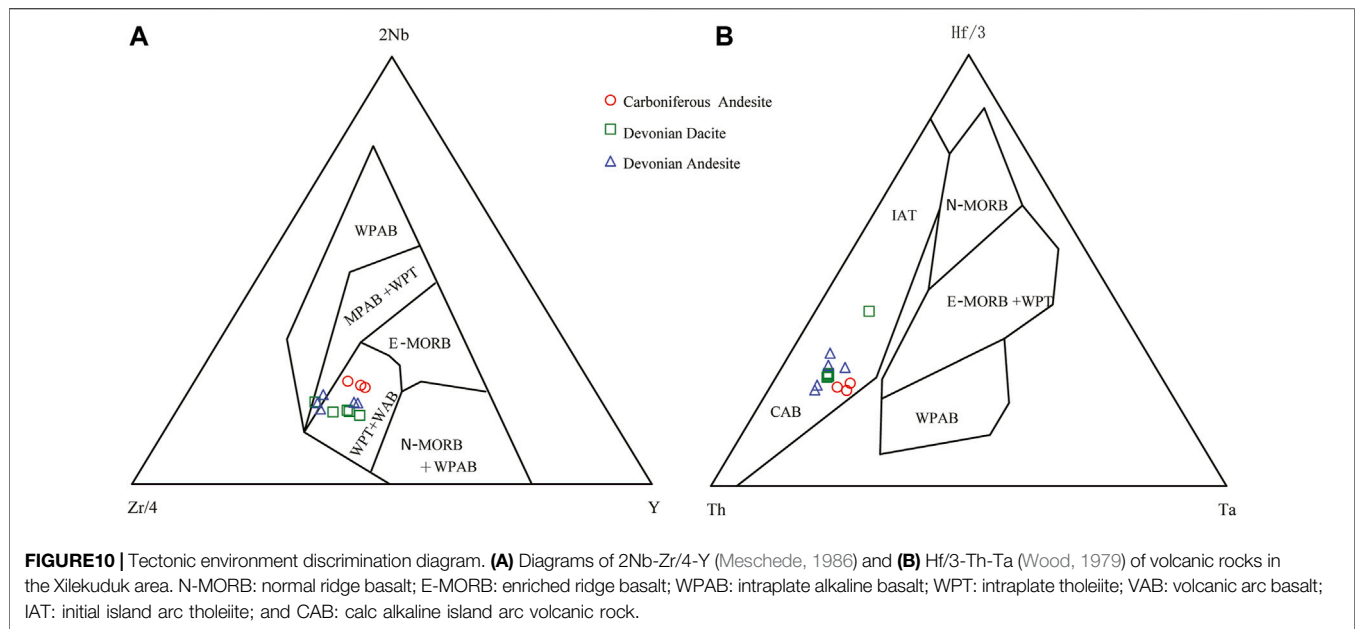 A
2Nb
WPAB
MPAB +WPT
E-MORB
WPT+WAB
N-MORB
+ WPAB
Zr/4
Y
Carboniferous Andesite
Devonian Dacite
Devonian Andesite
B
Hf/3
IAT
N-MORB
E-MORB +WPT
CAB
WPAB
Th
Ta
FIGURE10 | Tectonic environment discrimination diagram. (A) Diagrams of 2Nb-Zr/4-Y (Meschede, 1986) and (B) Hf/3-Th-Ta (Wood, 1979) of volcanic rocks in
the Xilekuduk area. N-MORB: normal ridge basalt; E-MORB: enriched ridge basalt; WPAB: intraplate alkaline basalt; WPT: intraplate tholeiite; VAB: volcanic arc basalt;
IAT: initial island arc tholeiite; and CAB: calc alkaline island arc volcanic rock.